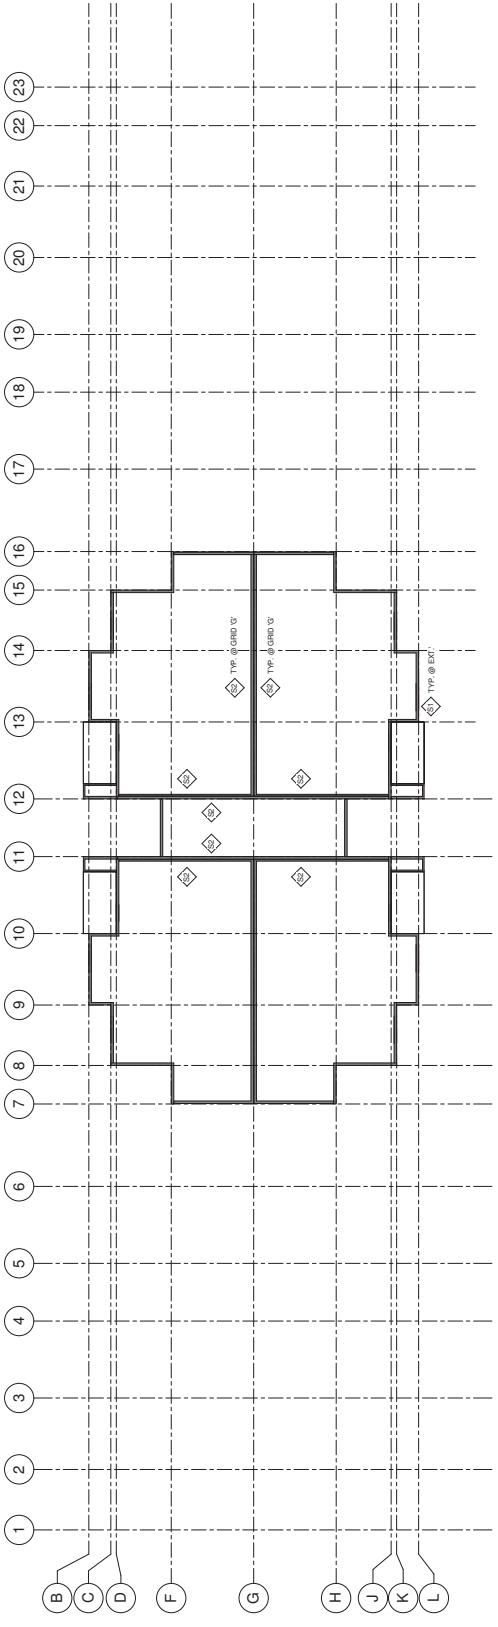 23
22
21
20
19
18
17
16
15
14
13
12
11
10
9
8
7
6
5
4
3
2
1
S2 TYP. @ GRID 'G'
S2 TYP. @ GRID 'G'
S1 TYP. @ EXT.'
S2
S2
S2
S2
S2
S2
B
C
D
F
G
H
J
K
L